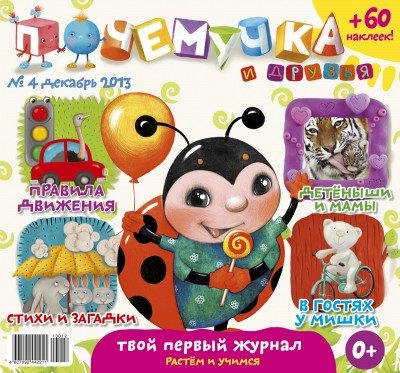 ПОЧЕМУЧКА
И ДРУЗЬЯ
+60
наклеек!
№ 4 декабрь 2013
ПРАВИЛА
ДВИЖЕНИЯ
ДЕТЁНЫШИ
И МАМЫ
СТИХИ И ЗАГАДКИ
В ГОСТЯХ
У МИШКИ
ТВОЙ ПЕРВЫЙ ЖУРНАЛ
РАСТЁМ И УЧИМСЯ
0+